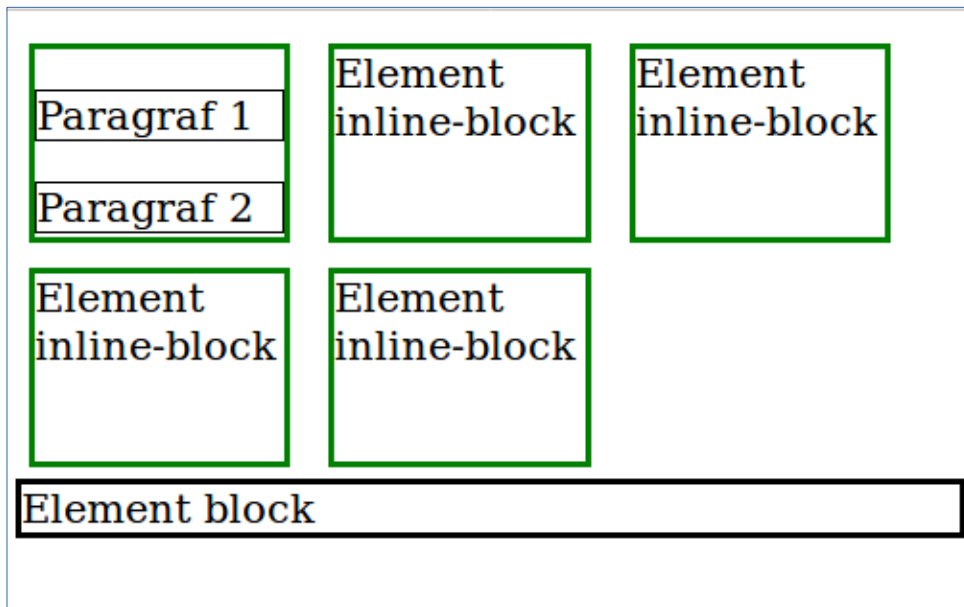 Paragraf 1
Paragraf 2
Element
inline-block
Element
inline-block
Element
inline-block
Element
inline-block
Element block